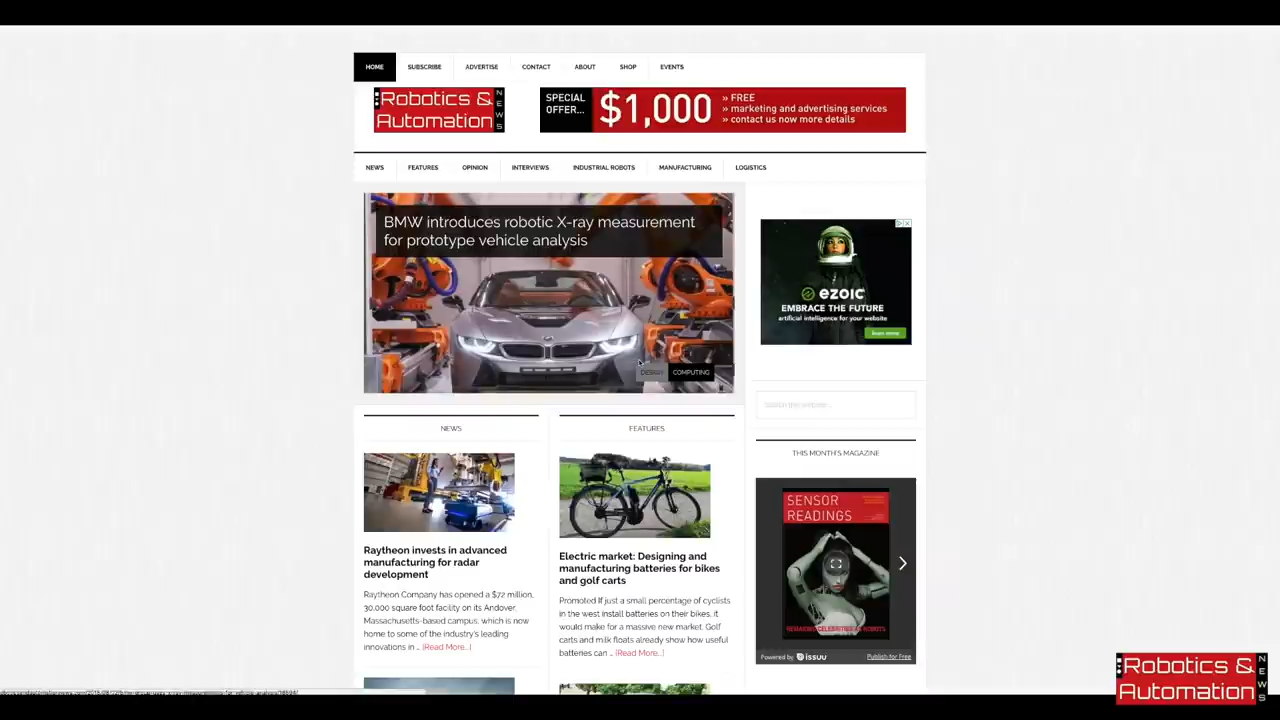 HOME SUBSCRIBE ADVERTISE CONTACT ABOUT SHOP EVENTS
Robotics & Automation NEWS
SPECIAL OFFER...
$1,000
» FREE
» marketing and advertising services
» contact us now more details
NEWS FEATURES OPINION INTERVIEWS INDUSTRIAL ROBOTS MANUFACTURING LOGISTICS
BMW introduces robotic X-ray measurement
for prototype vehicle analysis
DESIGN COMPUTING
ezoic
EMBRACE THE FUTURE
artificial intelligence for your website
learn more
Search this website...
NEWS
Raytheon invests in advanced
manufacturing for radar
development
Raytheon Company has opened a $72 million,
30,000 square foot facility on its Andover,
Massachusetts-based campus, which is now
home to some of the industry's leading
innovations in ... [Read More...]
FEATURES
Electric market: Designing and
manufacturing batteries for bikes
and golf carts
Promoted If just a small percentage of cyclists
in the west install batteries on their bikes, it
would make for a massive new market. Golf
carts and milk floats already show how useful
batteries can ... [Read More...]
THIS MONTH'S MAGAZINE
SENSOR
READINGS
Powered by issuu
Publish for Free
Robotics &
Automation
NEWS